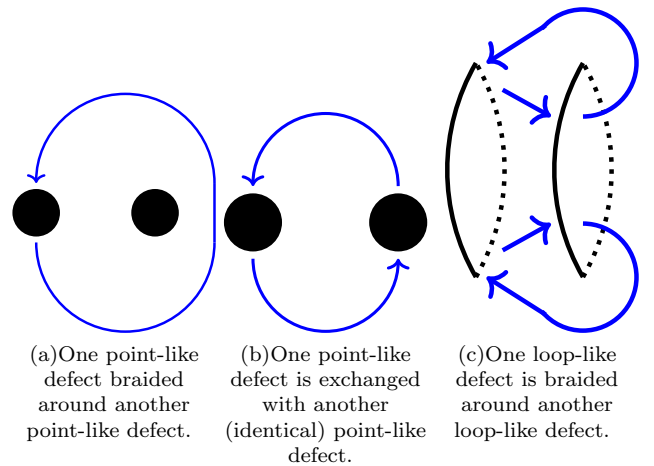 (a)One point-like
defect braided
around another
point-like defect.
(b)One point-like
defect is exchanged
with another
(identical) point-like
defect.
(c)One loop-like
defect is braided
around another
loop-like defect.